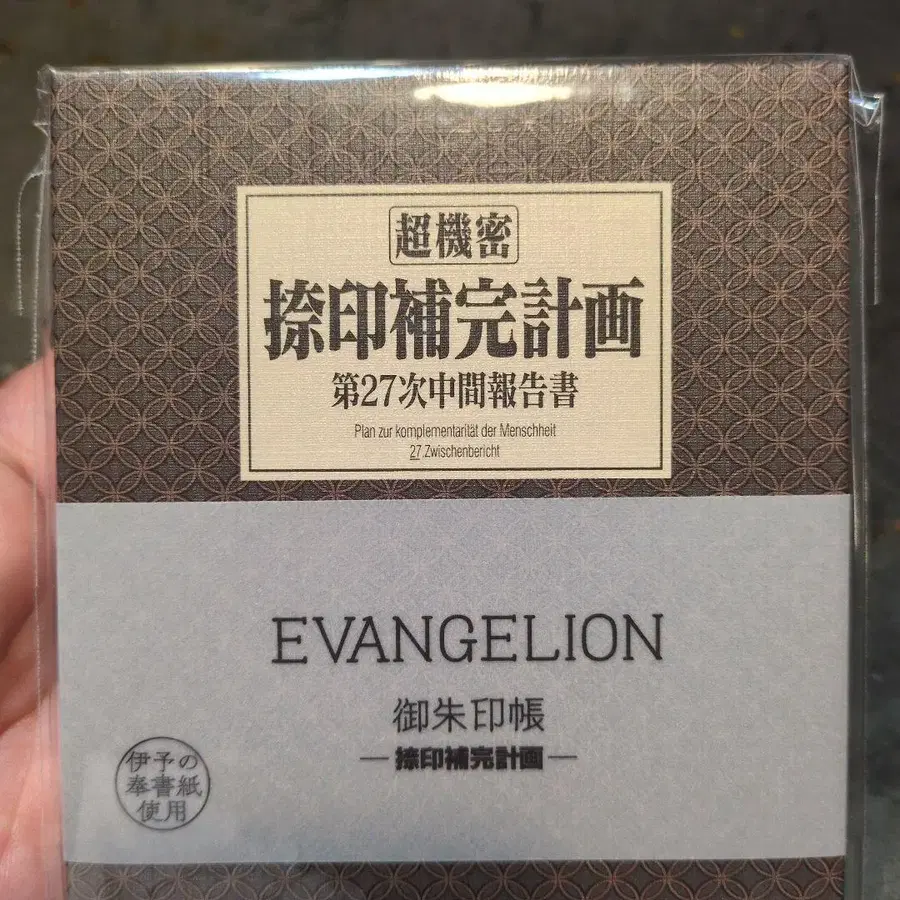 超機密
捺印補完計画
第27次中間報告書
Plan zur komplementarität der Menschheit
27.Zwischenbericht
EVANGELION
御朱印帳
—捺印補完計画—
伊予の
奉書紙
使用